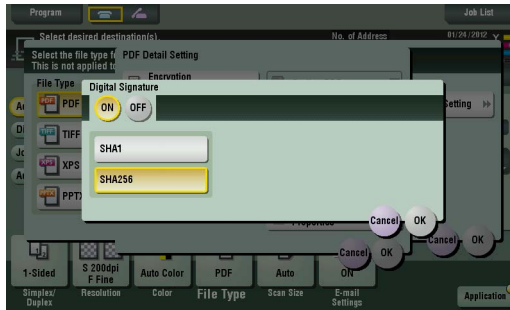 Program
Job List
Select desired destination(s).
No. of Address
01/24/2012
Select the file type f
PDF Detail Setting
This is not applied to
Encryption
File Type
Digital Signature
PDF
ON
OFF
Setting
TIFF
SHA1
XPS
SHA256
PPTX
Properties
Cancel
OK
Cancel
OK
Cancel
OK
1-Sided
S 200dpi
F Fine
Auto Color
PDF
Auto
ON
Simplex/
Duplex
Resolution
Color
File Type
Scan Size
E-mail
Settings
Application